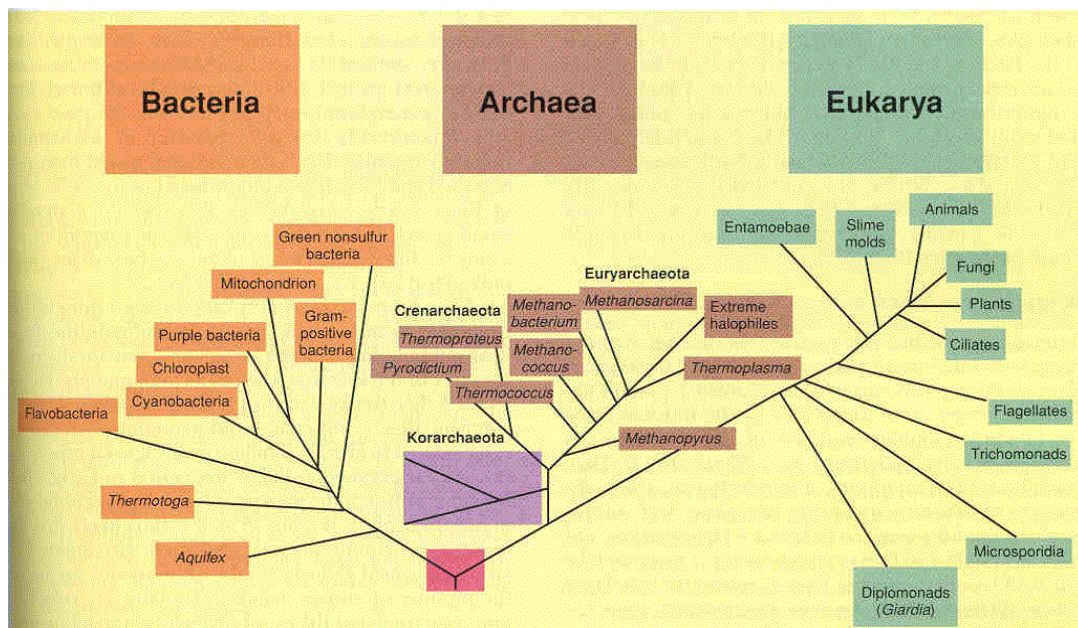 Bacteria
Archaea
Eukarya
Green nonsulfur
bacteria
Mitochondrion
Gram-
positive
bacteria
Purple bacteria
Chloroplast
Cyanobacteria
Flavobacteria
Thermotoga
Aquifex
Crenarchaeota
Thermoproteus
Pyrodictium
Korarchaeota
Euryarchaeota
Methano-
bacterium
Methanosarcina
Methano-
coccus
Thermococcus
Extreme
halophiles
Thermoplasma
Methanopyrus
Entamoebae
Slime
molds
Animals
Fungi
Plants
Ciliates
Flagellates
Trichomonads
Microsporidia
Diplomonads
(Giardia)